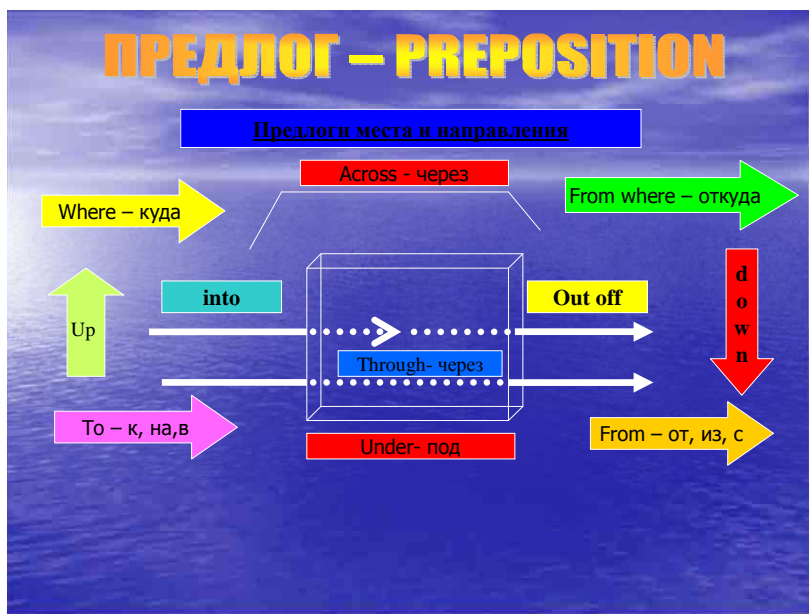 ПРЕДЛОГ – PREPOSITION
Предлоги места и направления
Across - через
Where – куда
From where – откуда
into
Out off
Up
down
Through- через
To – к, на,в
From – от, из, с
Under- под